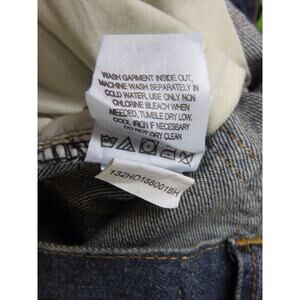 WASH GARMENT INSIDE OUT,
MACHINE WASH SEPARATELY IN
COLD WATER, USE ONLY NON
CHLORINE BLEACH WHEN
NEEDED, TUMBLE DRY LOW.
COOL IRON IF NECESSARY
DO NOT DRY CLEAN
132HO1580018H